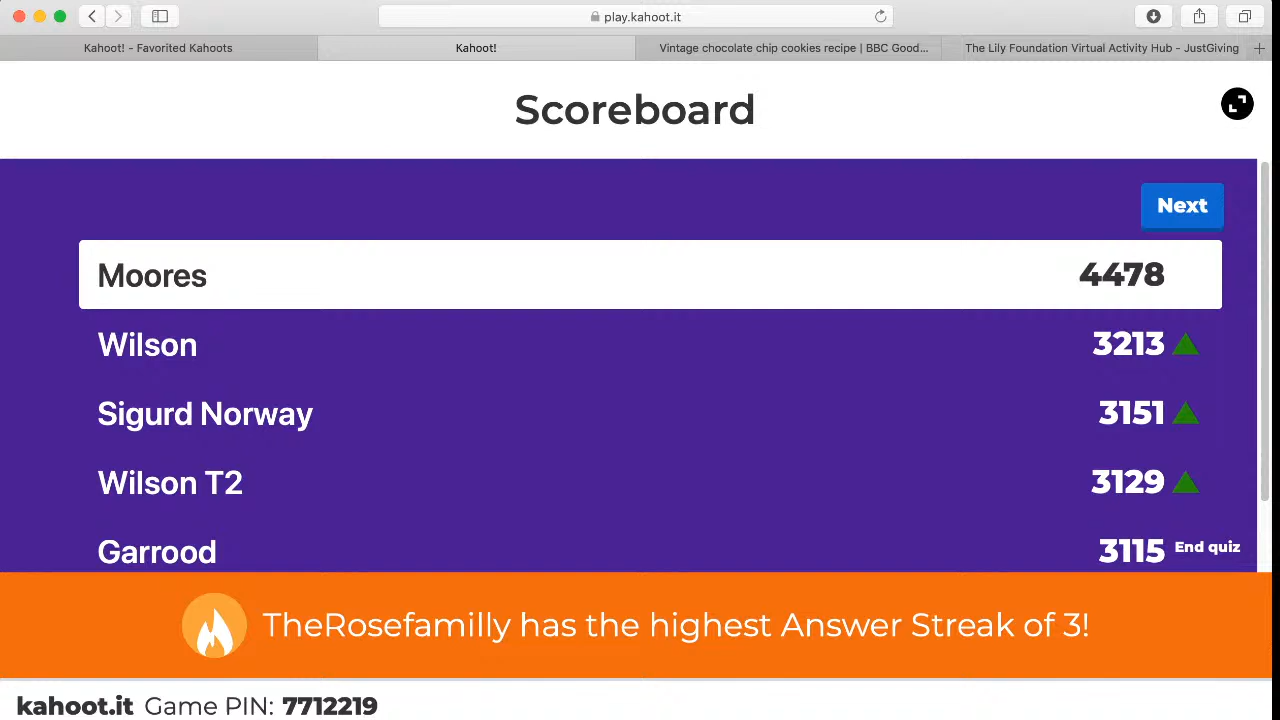 play.kahoot.it
Kahoot! - Favorited Kahoots
Kahoot!
Vintage chocolate chip cookies recipe | BBC Good...
The Lily Foundation Virtual Activity Hub - JustGiving
Scoreboard
Next
Moores 4478
Wilson 3213
Sigurd Norway 3151
Wilson T2 3129
Garrood 3115 End quiz
TheRosefamilly has the highest Answer Streak of 3!
kahoot.it Game PIN: 7712219